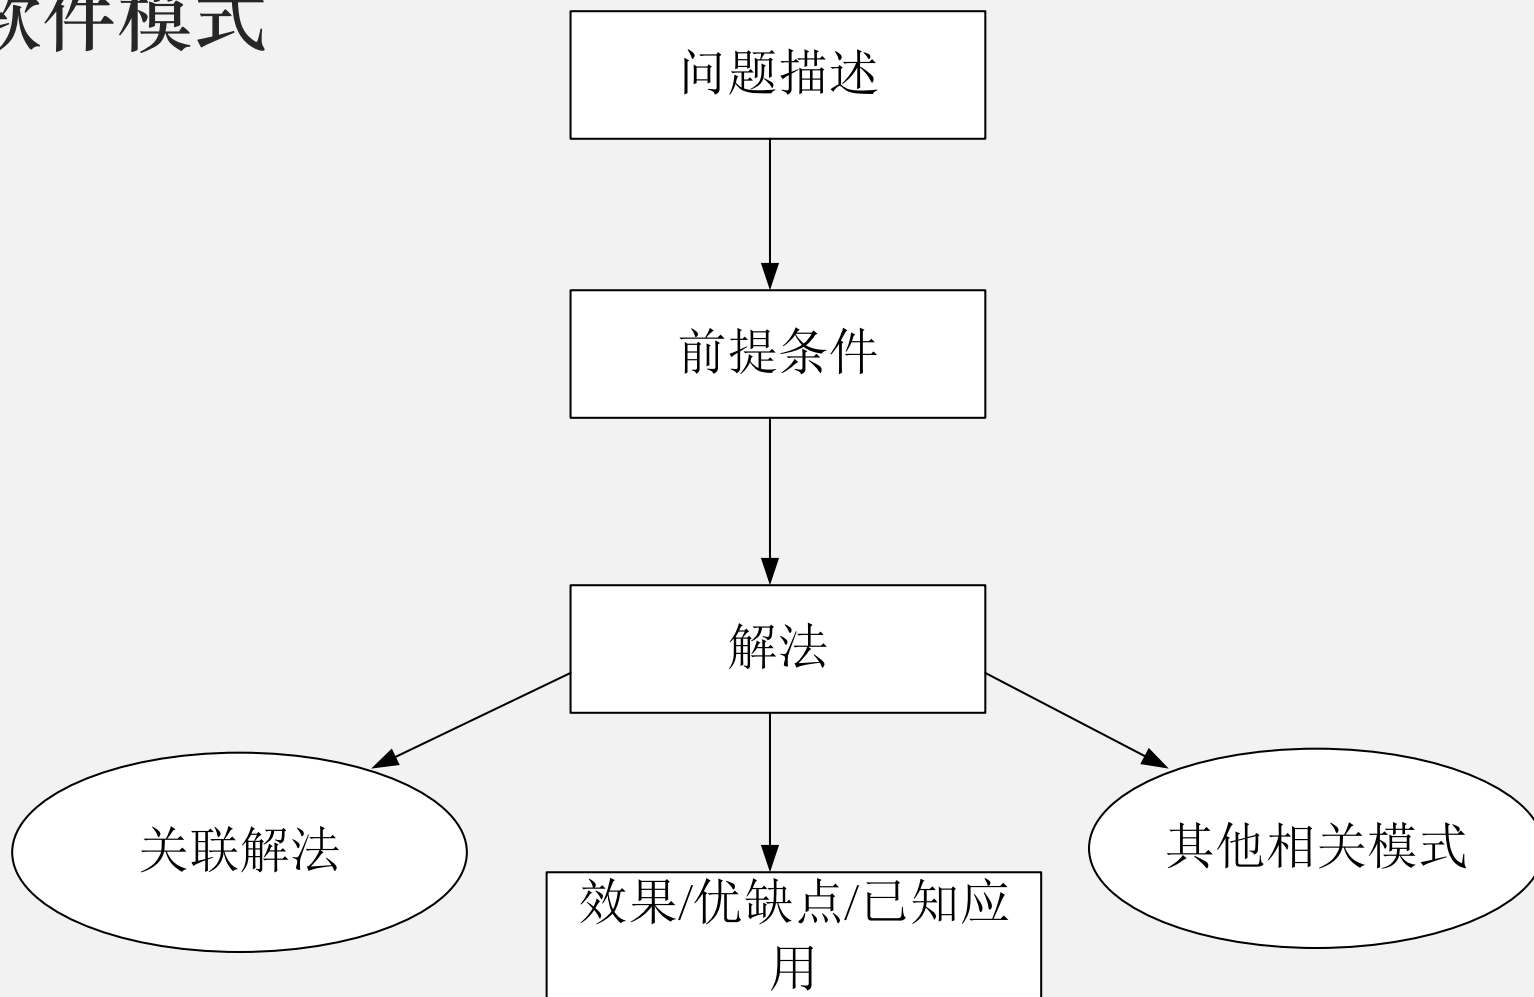 软件模式
问题描述
前提条件
解法
关联解法
其他相关模式
效果/优缺点/已知应
用